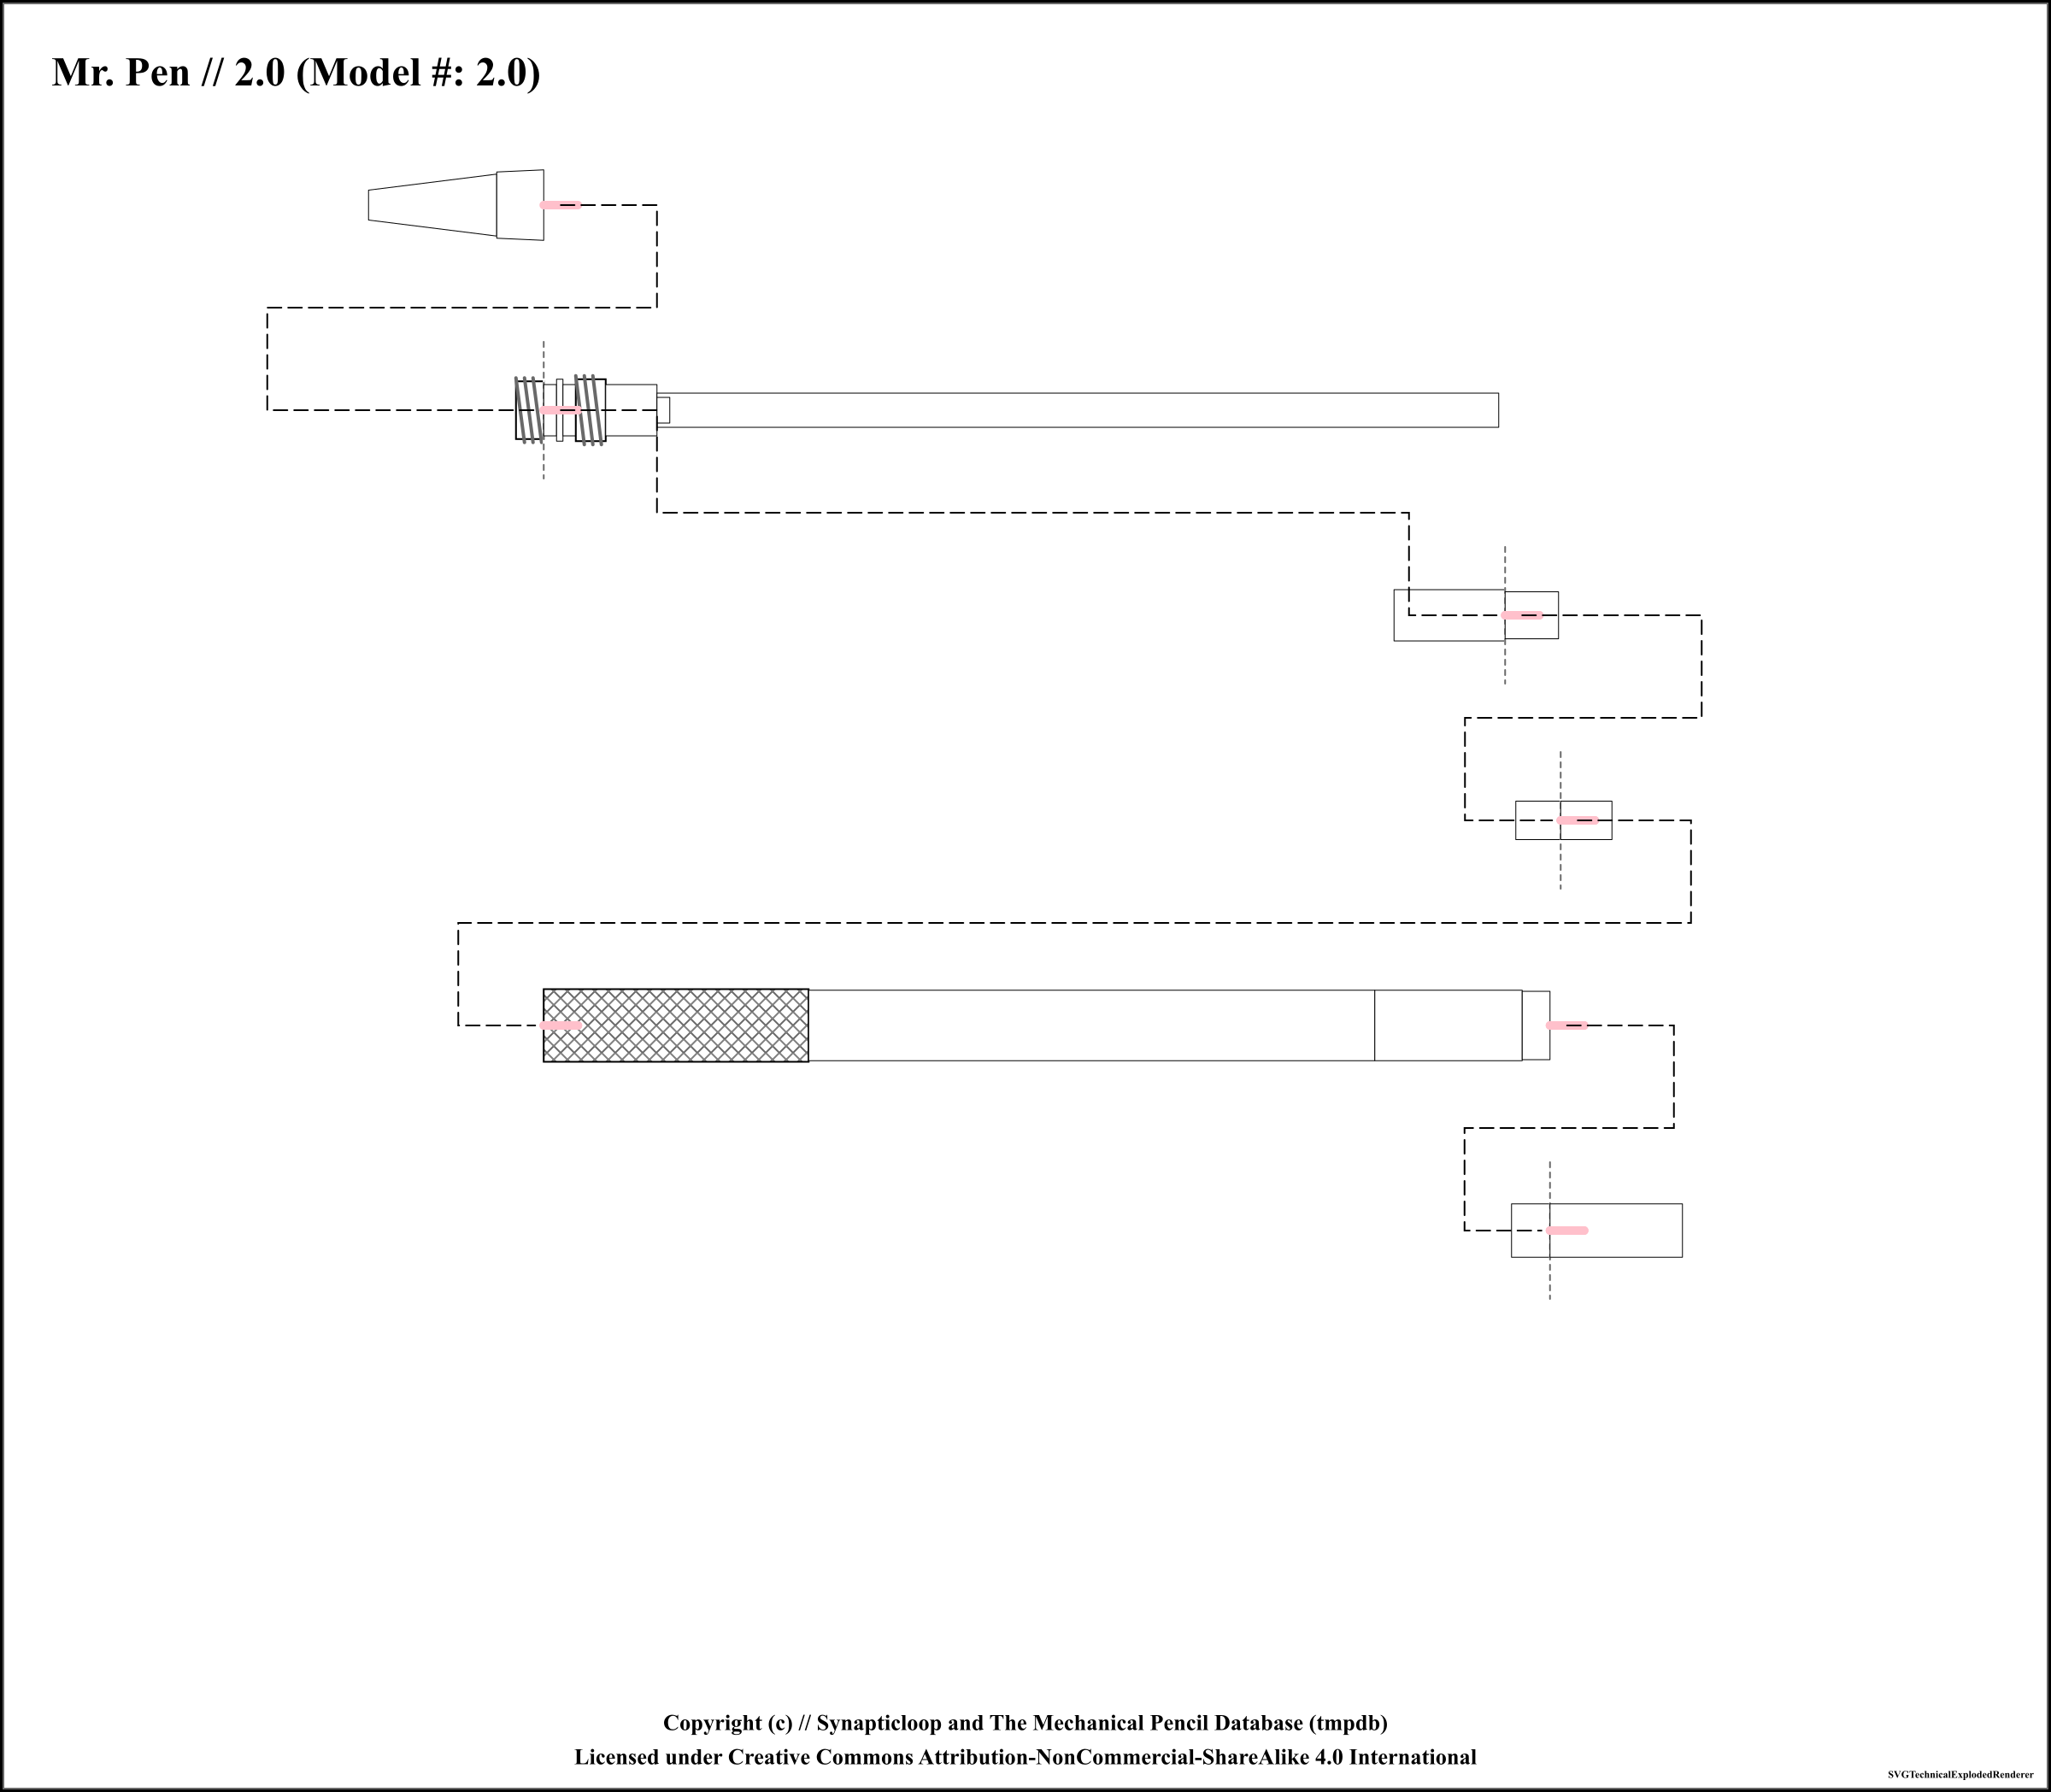 Mr. Pen // 2.0 (Model #: 2.0)
Copyright (c) // Synapticloop and The Mechanical Pencil Database (tmpdb)
Licensed under Creative Commons Attribution-NonCommercial-ShareAlike 4.0 International
SVGTechnicalExplodedRenderer